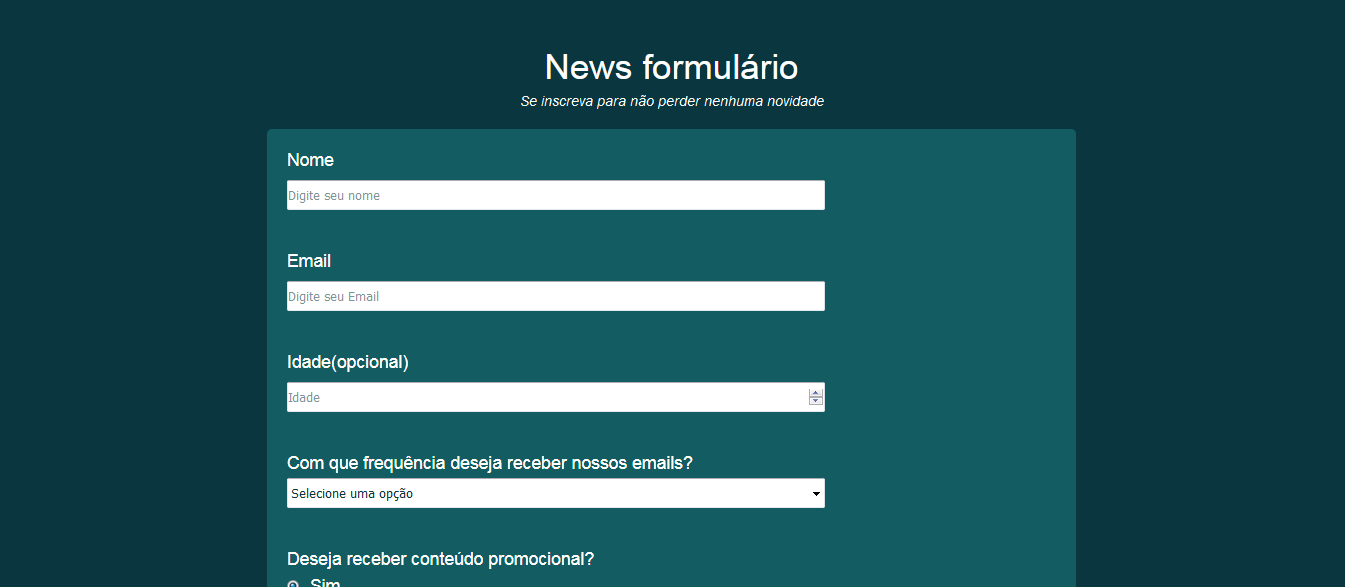 News formulário
Se inscreva para não perder nenhuma novidade
Nome
Digite seu nome
Email
Digite seu Email
Idade(opcional)
Idade
Com que frequência deseja receber nossos emails?
Selecione uma opção
Deseja receber conteúdo promocional?
Sim